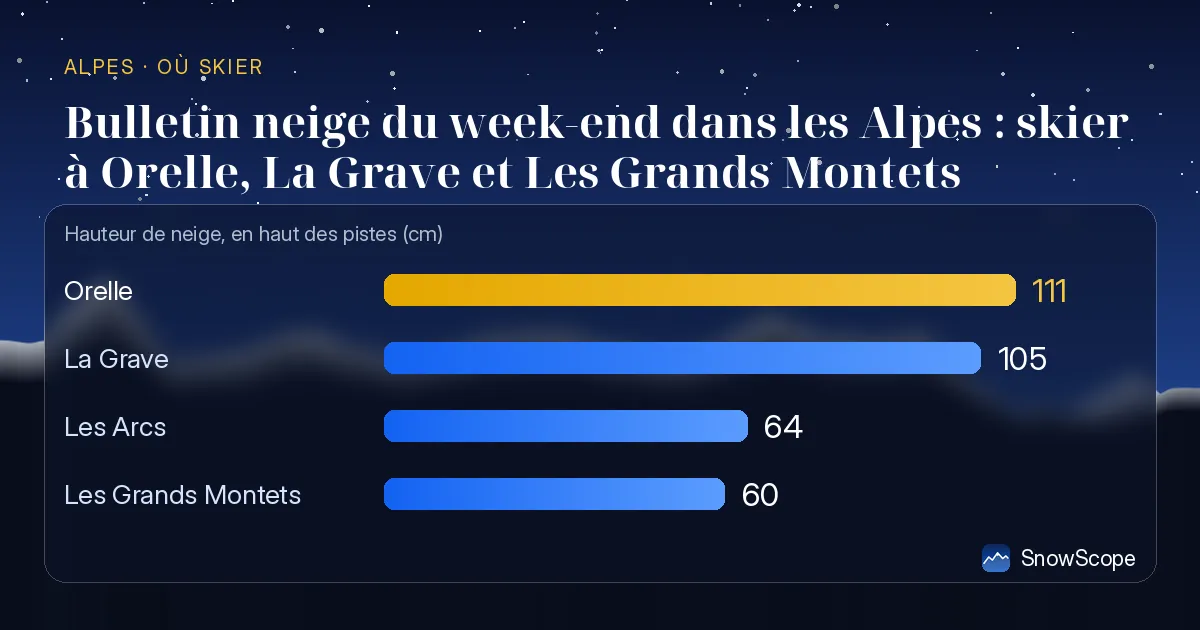 ALPES · OÙ SKIER
Bulletin neige du week-end dans les Alpes : skier
à Orelle, La Grave et Les Grands Montets
Hauteur de neige, en haut des pistes (cm)
Orelle 111
La Grave 105
Les Arcs 64
Les Grands Montets 60
SnowScope